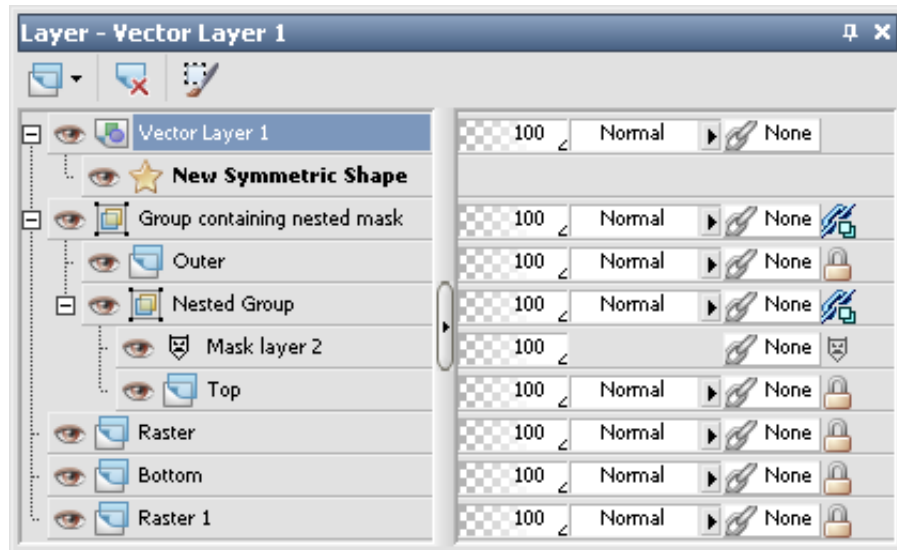 Layer - Vector Layer 1
Vector Layer 1 100 Normal None
New Symmetric Shape
Group containing nested mask 100 Normal None
Outer 100 Normal None
Nested Group 100 Normal None
Mask layer 2 100 None
Top 100 Normal None
Raster 100 Normal None
Bottom 100 Normal None
Raster 1 100 Normal None